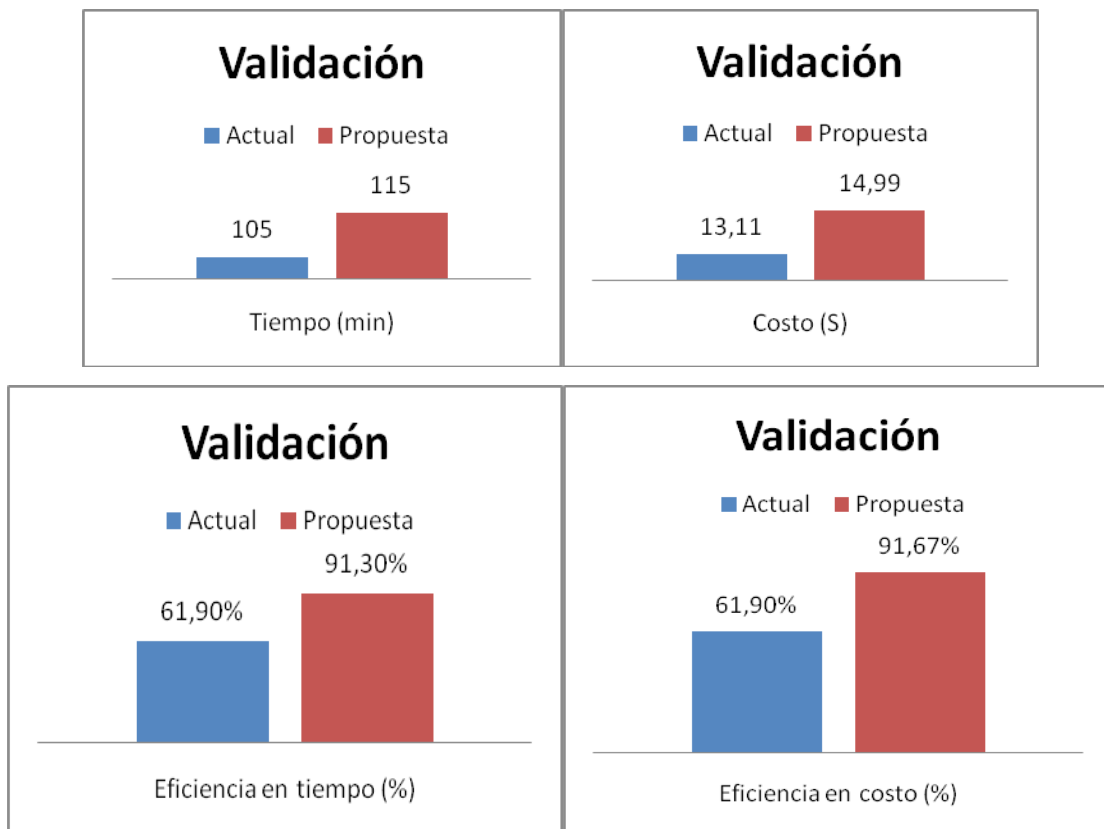 Validación
Actual Propuesta
115
105
Tiempo (min)
Validación
Actual Propuesta
14,99
13,11
Costo (S)
Validación
Actual Propuesta
91,30%
61,90%
Eficiencia en tiempo (%)
Validación
Actual Propuesta
91,67%
61,90%
Eficiencia en costo (%)